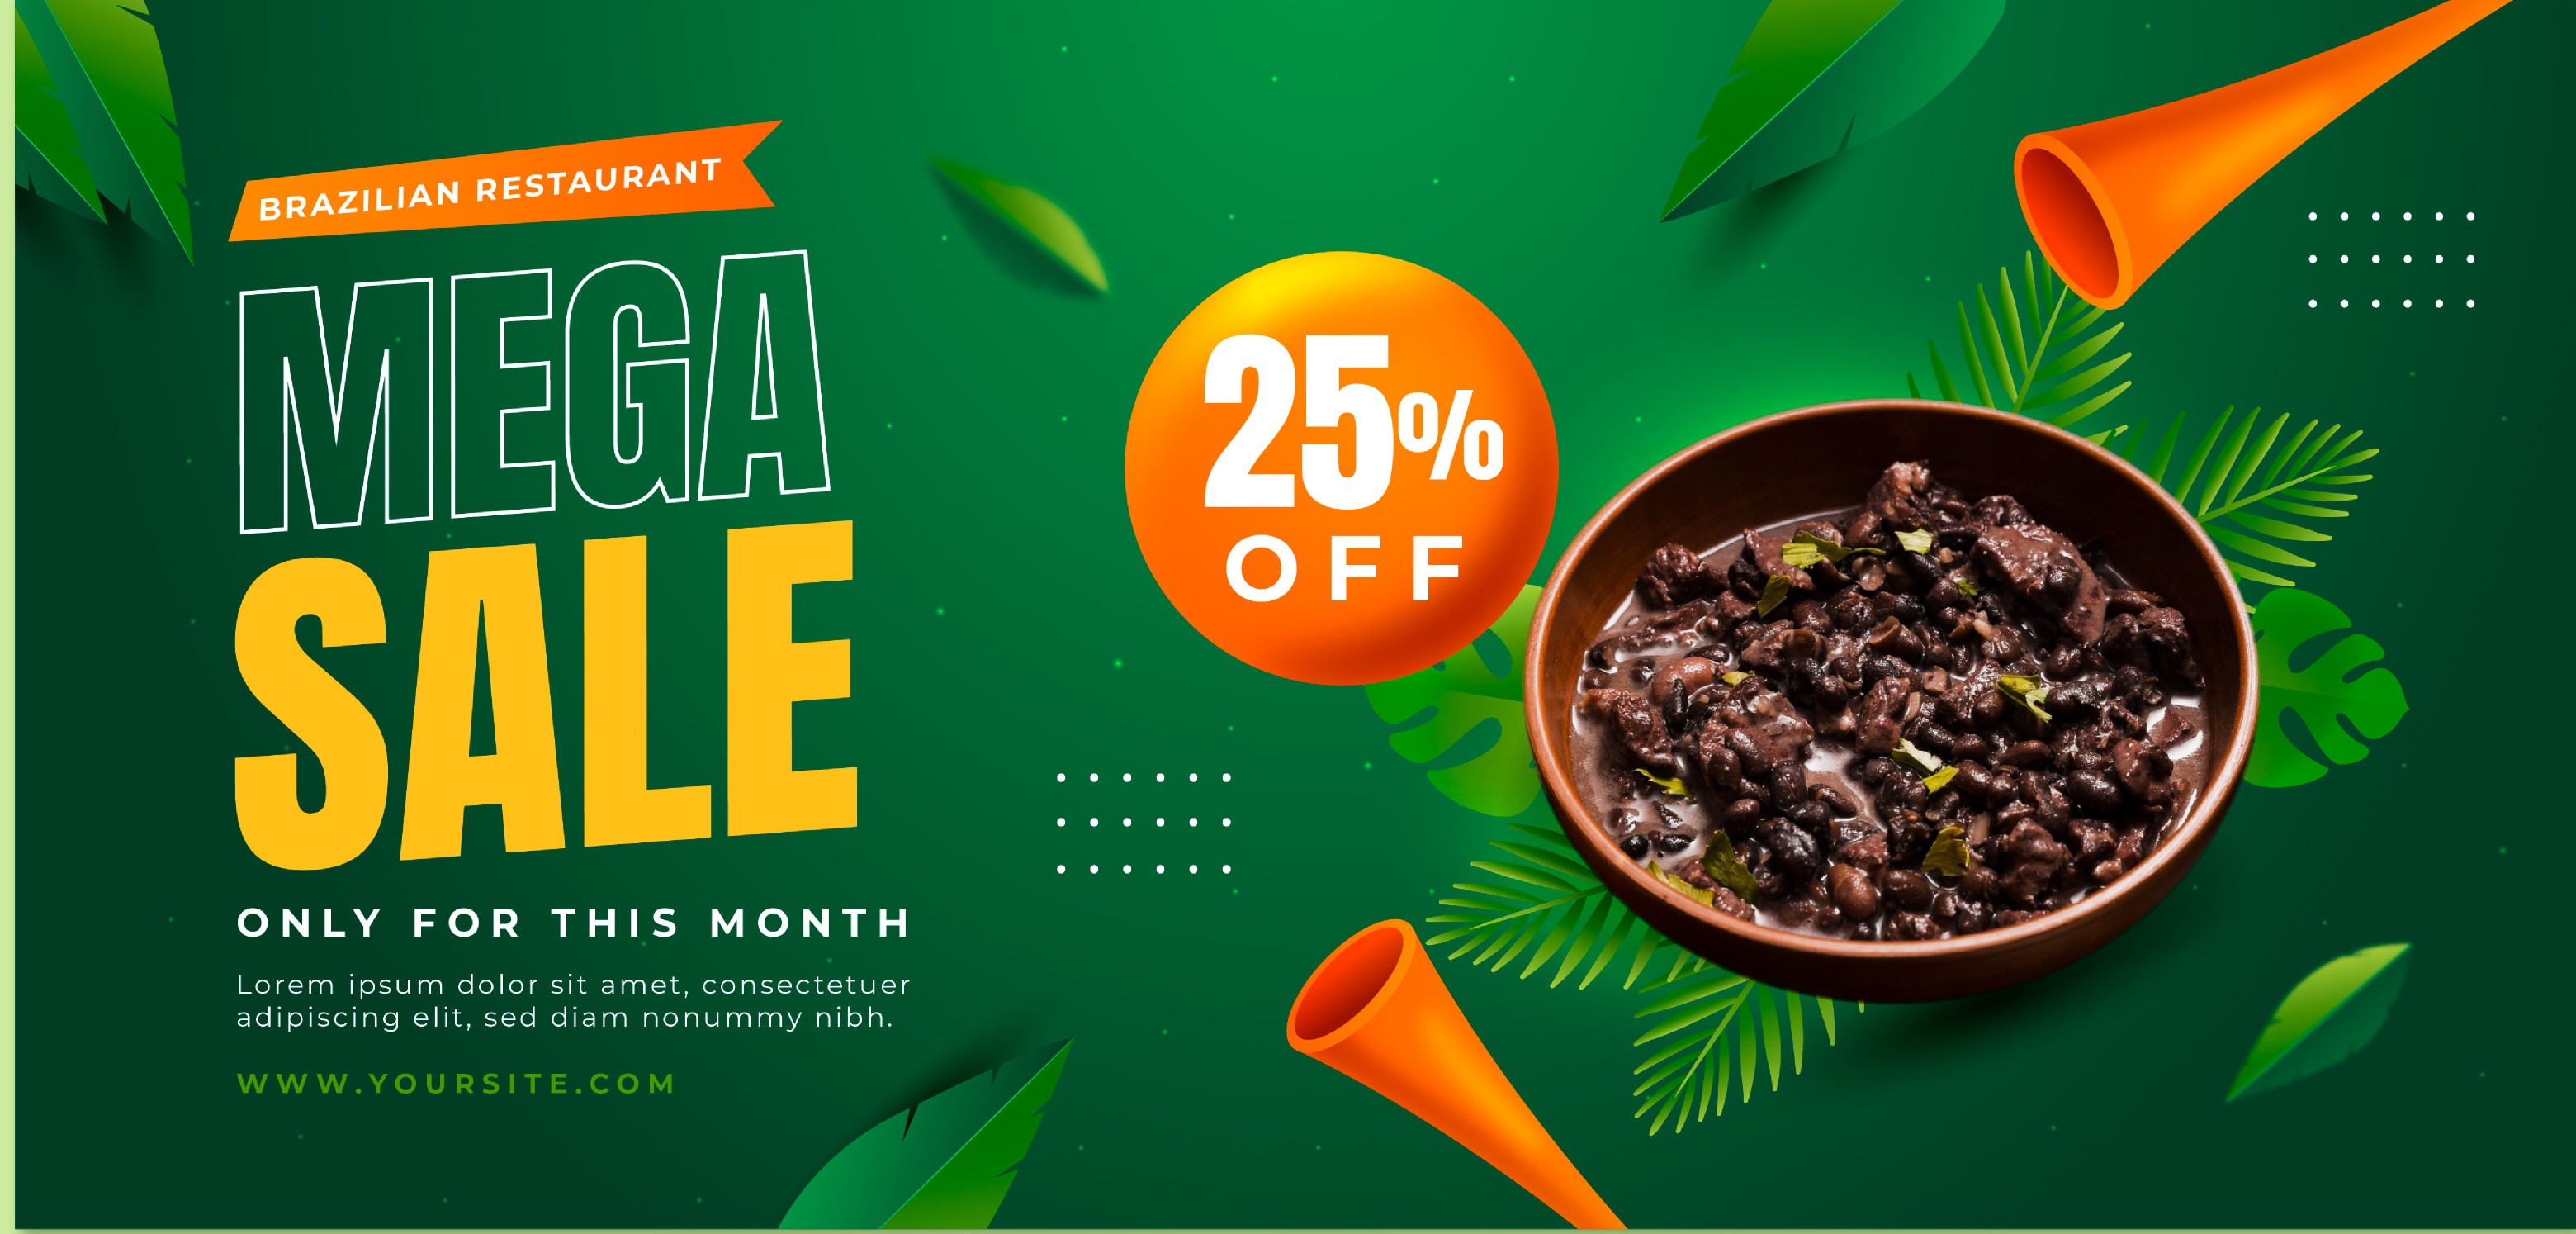 BRAZILIAN RESTAURANT
MEGA
SALE
ONLY FOR THIS MONTH
Lorem ipsum dolor sit amet, consectetuer
adipiscing elit, sed diam nonummy nibh.
WWW.YOURSITE.COM
25%
OFF